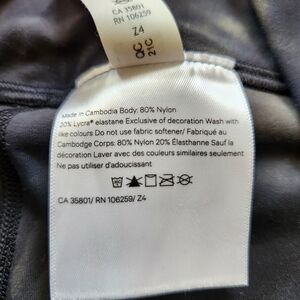 CA 35801
RN 106259
Z4
QC
21C
Made in Cambodia Body: 80% Nylon
20% Lycra® elastane Exclusive of decoration Wash with
like colours Do not use fabric softener/ Fabriqué au
Cambodge Corps: 80% Nylon 20% Élasthanne Sauf la
décoration Laver avec des couleurs similaires seulement
Ne pas utiliser d'adoucissant
CA 35801/ RN 106259/ Z4